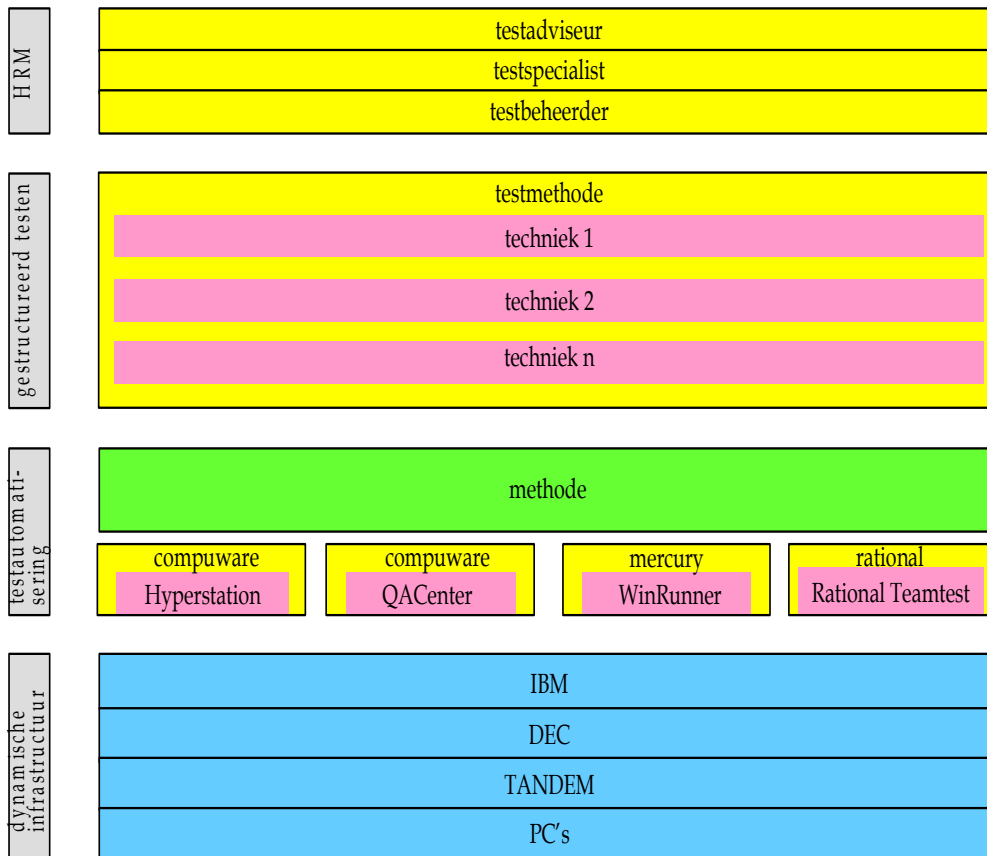 HRM
testadviseur
testspecialist
testbeheerder
gestructureerd testen
testmethode
techniek 1
techniek 2
techniek n
testautomati-
sering
methode
compuware
Hyperstation
compuware
QACenter
mercury
WinRunner
rational
Rational Teamtest
dynamische
infrastructuur
IBM
DEC
TANDEM
PC's